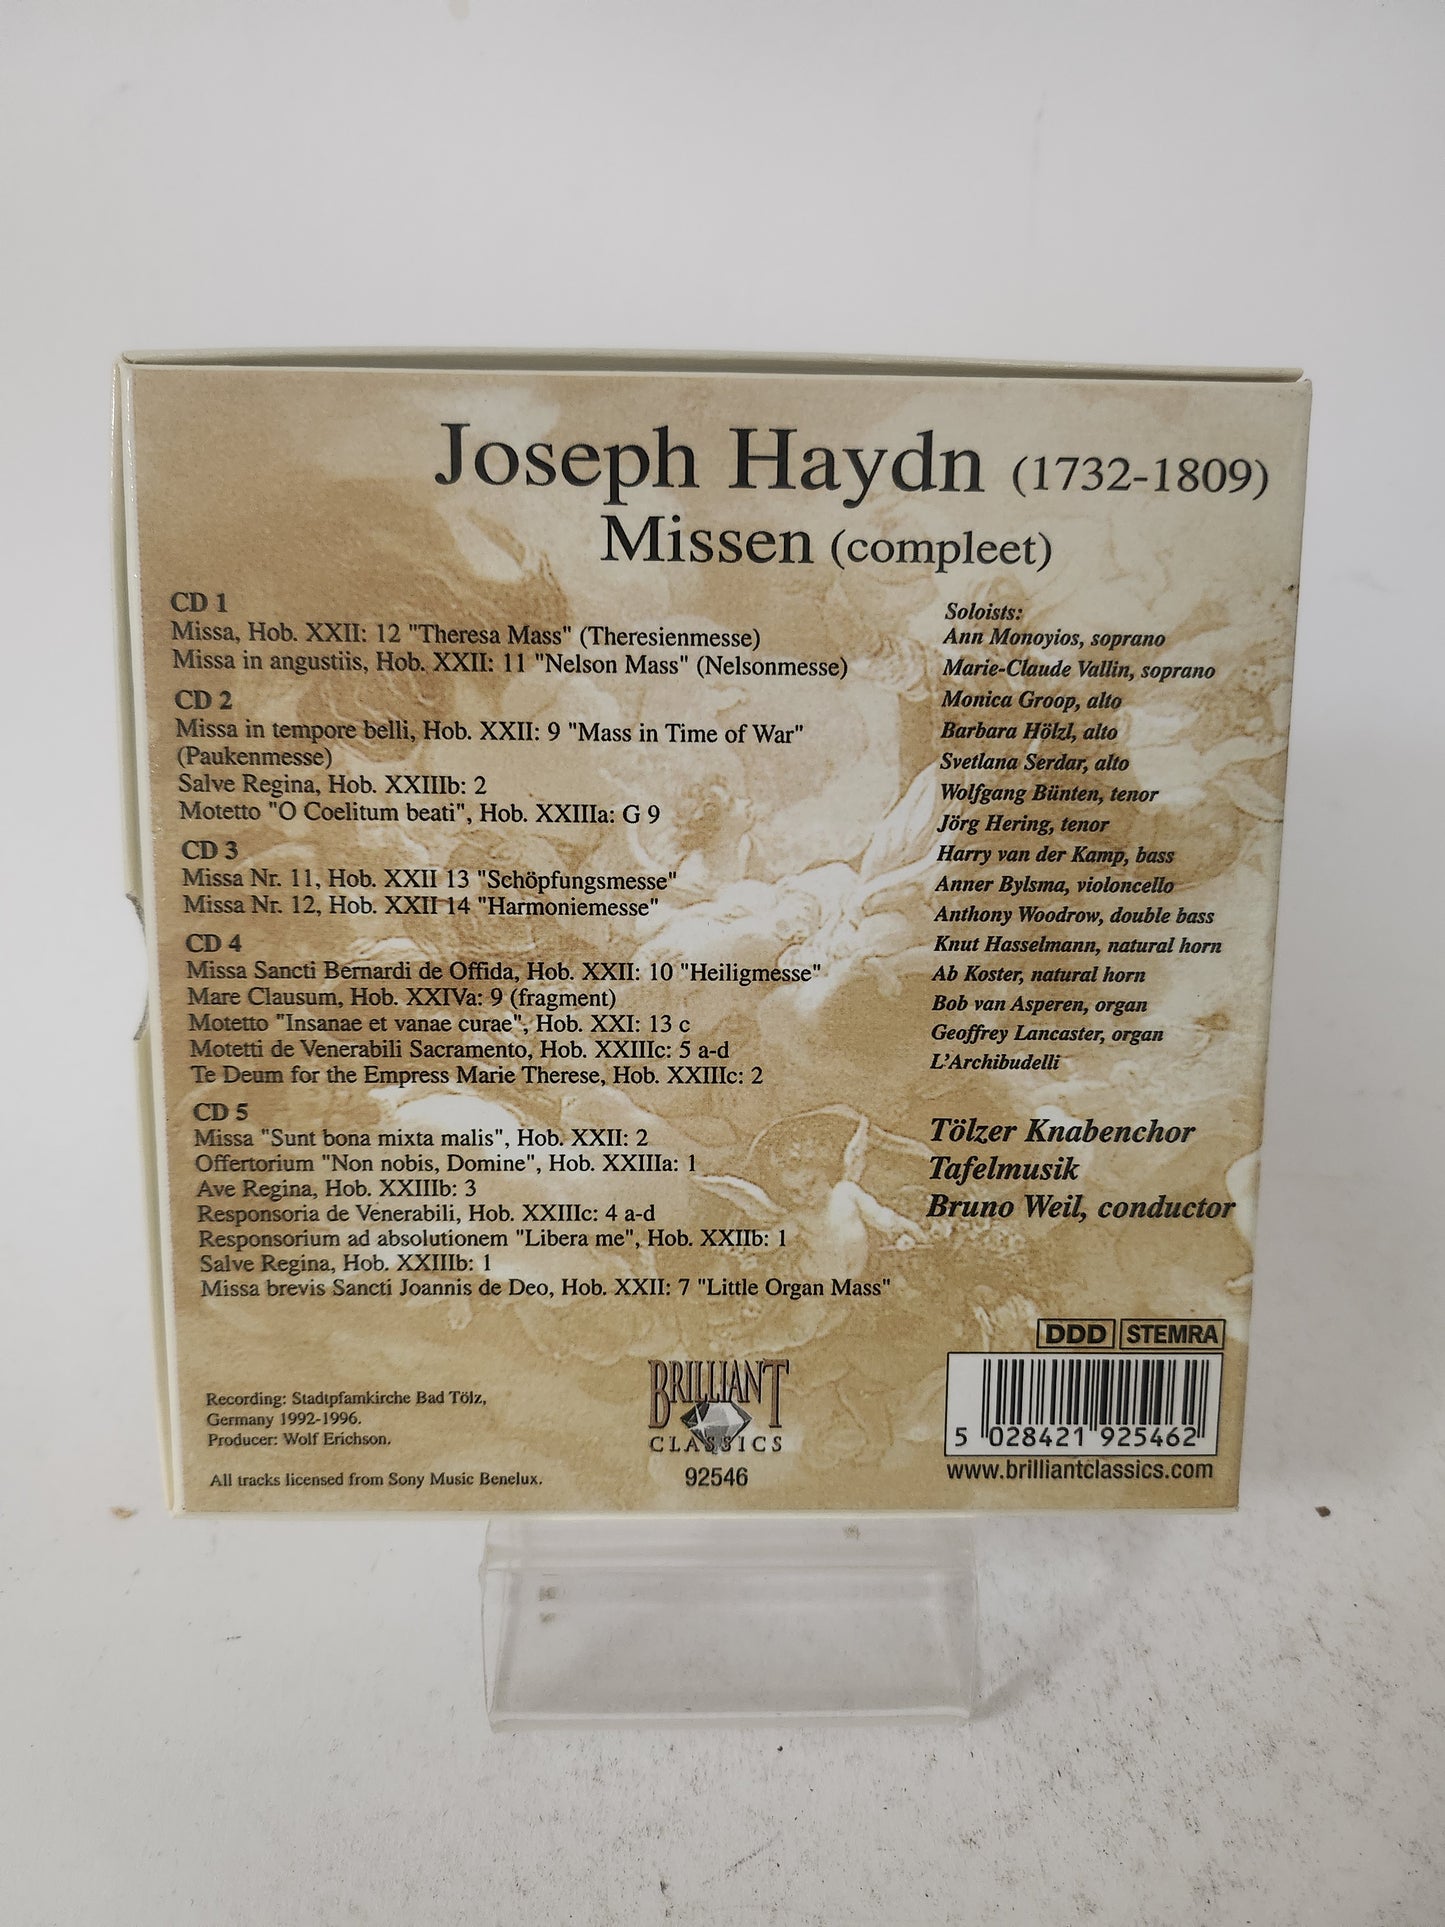 Joseph Haydn (1732-1809)
Missen (compleet)
CD 1
Missa, Hob. XXII: 12 "Theresa Mass" (Theresienmesse)
Missa in angustiis, Hob. XXII: 11 "Nelson Mass" (Nelsonmesse)
CD 2
Missa in tempore belli, Hob. XXII: 9 "Mass in Time of War"
(Paukenmesse)
Salve Regina, Hob. XXIIIb: 2
Motetto "O Coelitum beati", Hob. XXIIIa: G 9
CD 3
Missa Nr. 11, Hob. XXII 13 "Schöpfungsmesse"
Missa Nr. 12, Hob. XXII 14 "Harmoniemesse"
CD 4
Missa Sancti Bernardi de Offida, Hob. XXII: 10 "Heiligmesse"
Mare Clausum, Hob. XXIVa: 9 (fragment)
Motetto "Insanae et vanae curae", Hob. XXI: 13 c
Motetti de Venerabili Sacramento, Hob. XXIIIc: 5 a-d
Te Deum for the Empress Marie Therese, Hob. XXIIIc: 2
CD 5
Missa "Sunt bona mixta malis", Hob. XXII: 2
Offertorium "Non nobis, Domine", Hob. XXIIIa: 1
Ave Regina, Hob. XXIIIb: 3
Responsoria de Venerabili, Hob. XXIIIc: 4 a-d
Responsorium ad absolutionem "Libera me", Hob. XXIIb: 1
Salve Regina, Hob. XXIIIb: 1
Missa brevis Sancti Joannis de Deo, Hob. XXII: 7 "Little Organ Mass"
Soloists:
Ann Monoyios, soprano
Marie-Claude Vallin, soprano
Monica Groop, alto
Barbara Hölzl, alto
Svetlana Serdar, alto
Wolfgang Bünten, tenor
Jörg Hering, tenor
Harry van der Kamp, bass
Anner Bylsma, violoncello
Anthony Woodrow, double bass
Knut Hasselmann, natural horn
Ab Koster, natural horn
Bob van Asperen, organ
Geoffrey Lancaster, organ
L'Archibudelli
Tölzer Knabenchor
Tafelmusik
Bruno Weil, conductor
Recording: Stadtpfamkirche Bad Tölz,
Germany 1992-1996.
Producer: Wolf Erichson.
All tracks licensed from Sony Music Benelux.
BRILLIANT
CLASSICS
92546
DDD STEMRA
5 028421 925462
www.brilliantclassics.com